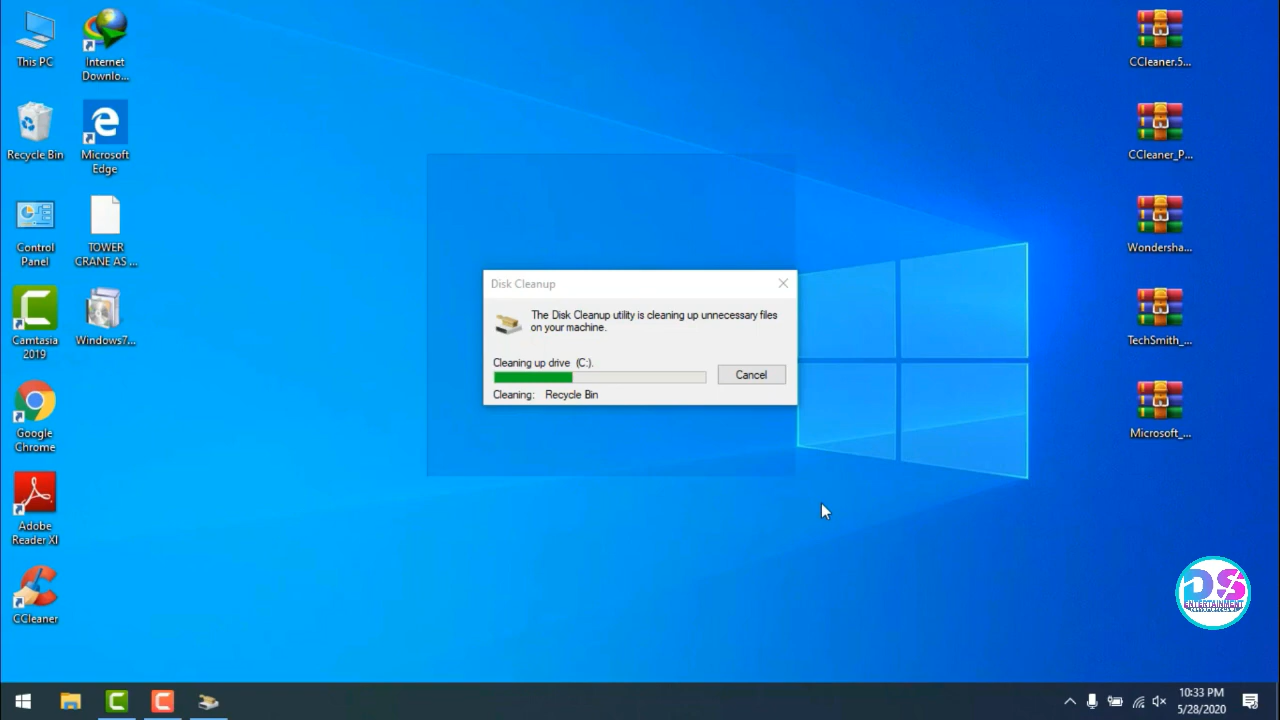 This PC
Internet
Downlo...
Recycle Bin
Microsoft
Edge
Control
Panel
TOWER
CRANE AS ...
Camtasia
2019
Windows7...
Google
Chrome
Adobe
Reader XI
CCleaner
Disk Cleanup
The Disk Cleanup utility is cleaning up unnecessary files
on your machine.
Cleaning up drive (C:).
Cancel
Cleaning: Recycle Bin
CCleaner.5...
CCleaner_P...
Wondersha...
TechSmith_...
Microsoft_...
DS
ENTERTAINMENT
10:33 PM
5/28/2020